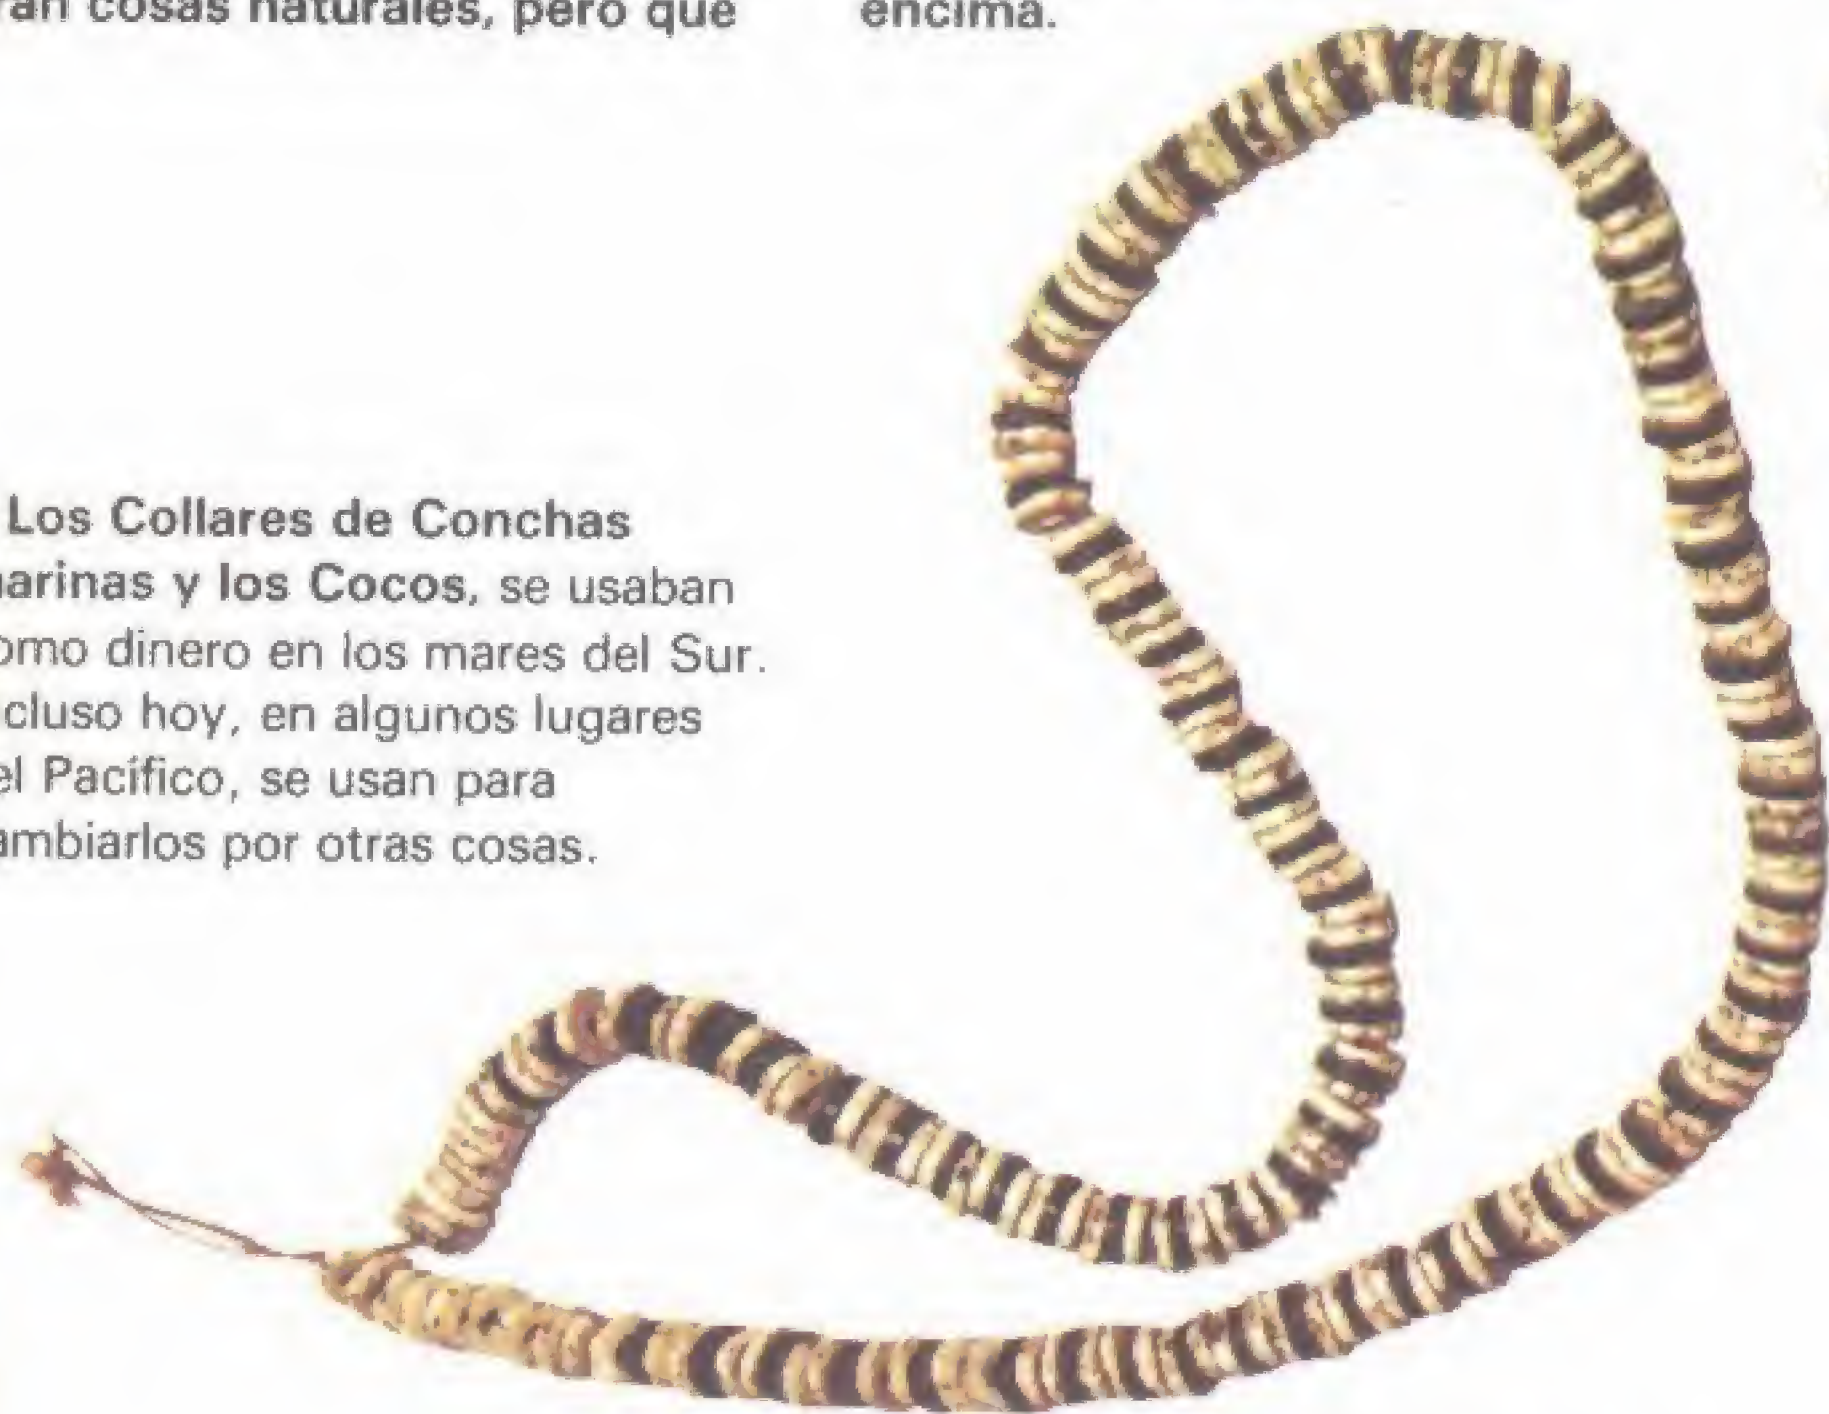 ran cosas naturales, pero que
encima.
Los Collares de Conchas
arinas y los Cocos, se usaban
omo dinero en los mares del Sur.
cluso hoy, en algunos lugares
el Pacífico, se usan para
ambiarlos por otras cosas.